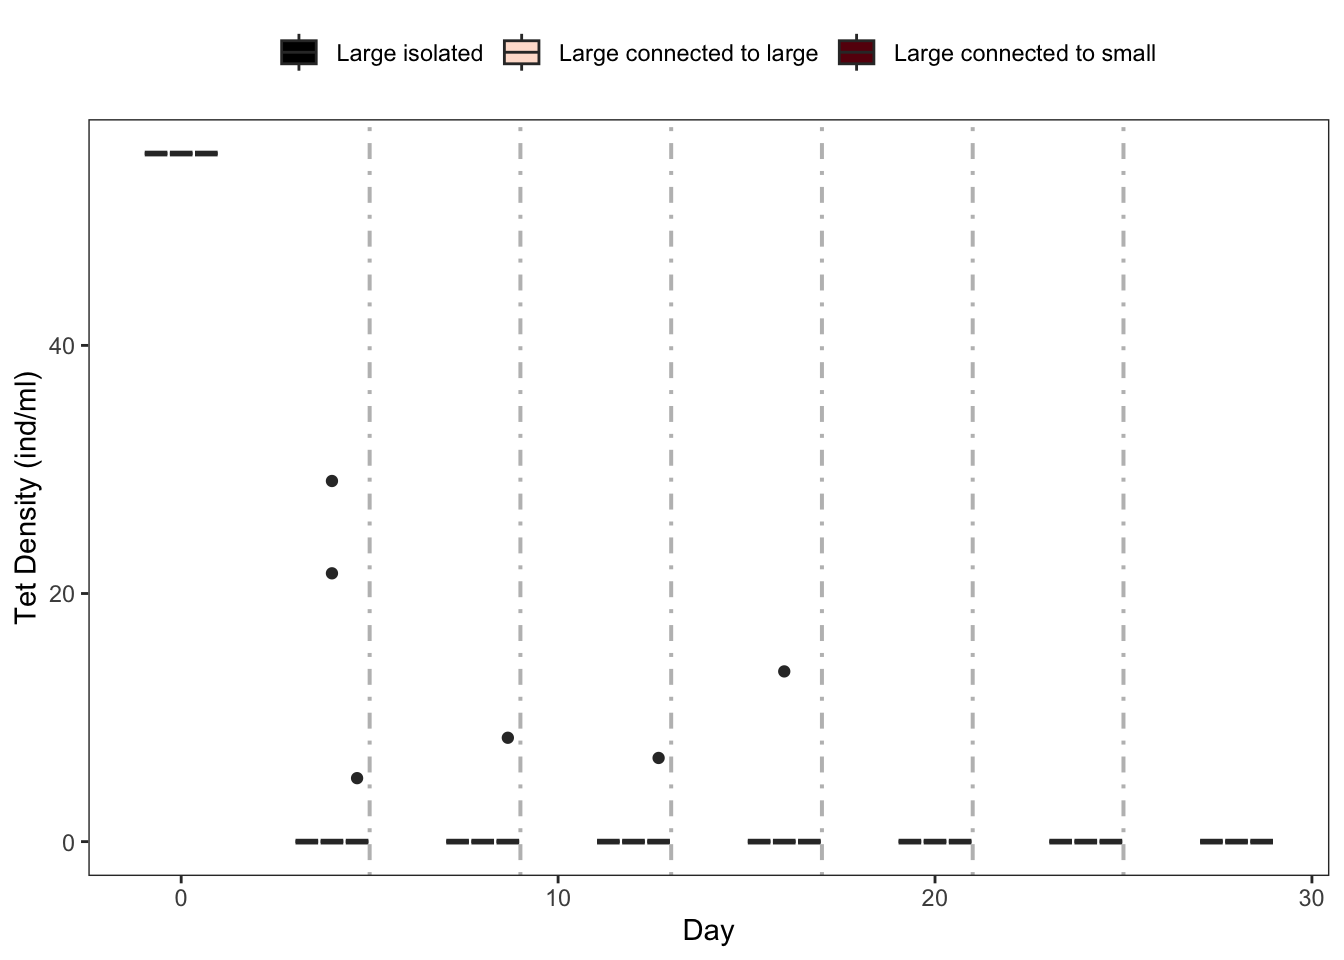 Large isolated Large connected to large Large connected to small
Tet Density (ind/ml)
40
20
0
0 10 20 30
Day